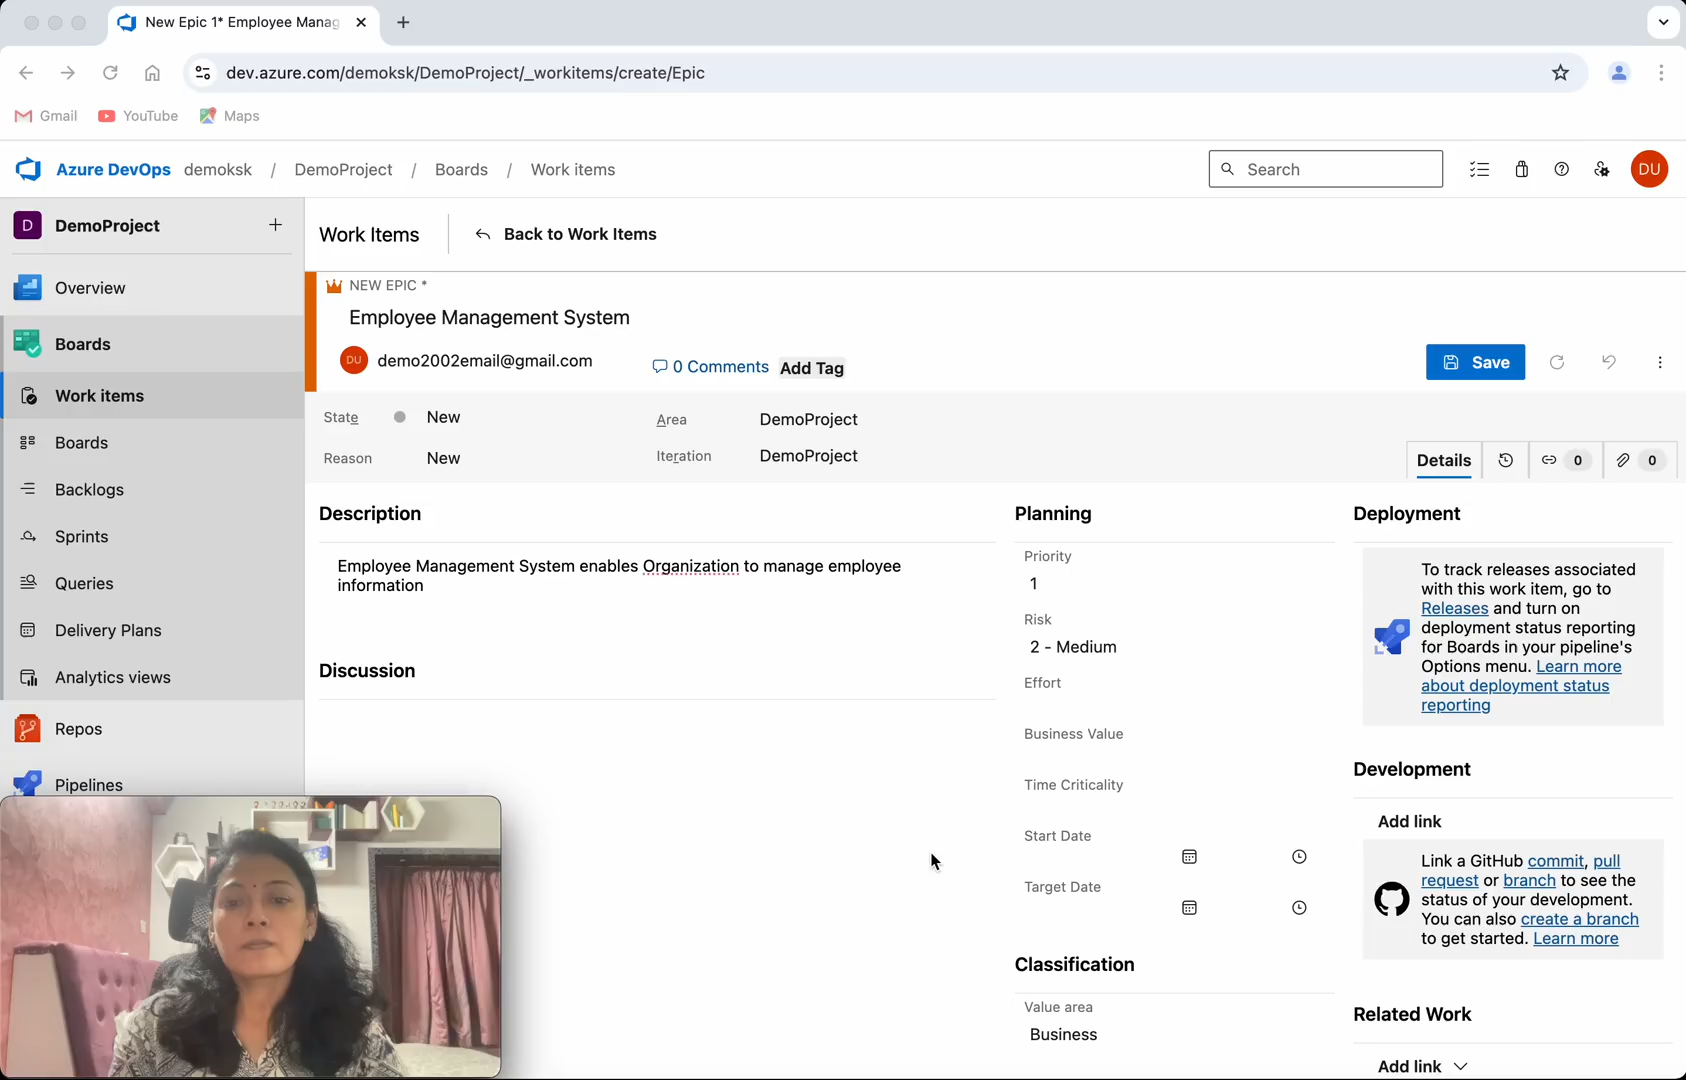 New Epic 1* Employee Manag
dev.azure.com/demoksk/DemoProject/_workitems/create/Epic
Gmail YouTube Maps
Azure DevOps demoksk / DemoProject / Boards / Work items
Search
DU
D DemoProject
Overview
Boards
Work items
Boards
Backlogs
Sprints
Queries
Delivery Plans
Analytics views
Repos
Pipelines
Work Items
Back to Work Items
NEW EPIC *
Employee Management System
DU demo2002email@gmail.com
0 Comments
Add Tag
Save
State New
Reason New
Area DemoProject
Iteration DemoProject
Details
0
0
Description
Employee Management System enables Organization to manage employee
information
Discussion
Planning
Priority
1
Risk
2 - Medium
Effort
Business Value
Time Criticality
Start Date
Target Date
Classification
Value area
Business
Deployment
To track releases associated
with this work item, go to
Releases and turn on
deployment status reporting
for Boards in your pipeline's
Options menu. Learn more
about deployment status
reporting
Development
Add link
Link a GitHub commit, pull
request or branch to see the
status of your development.
You can also create a branch
to get started. Learn more
Related Work
Add link